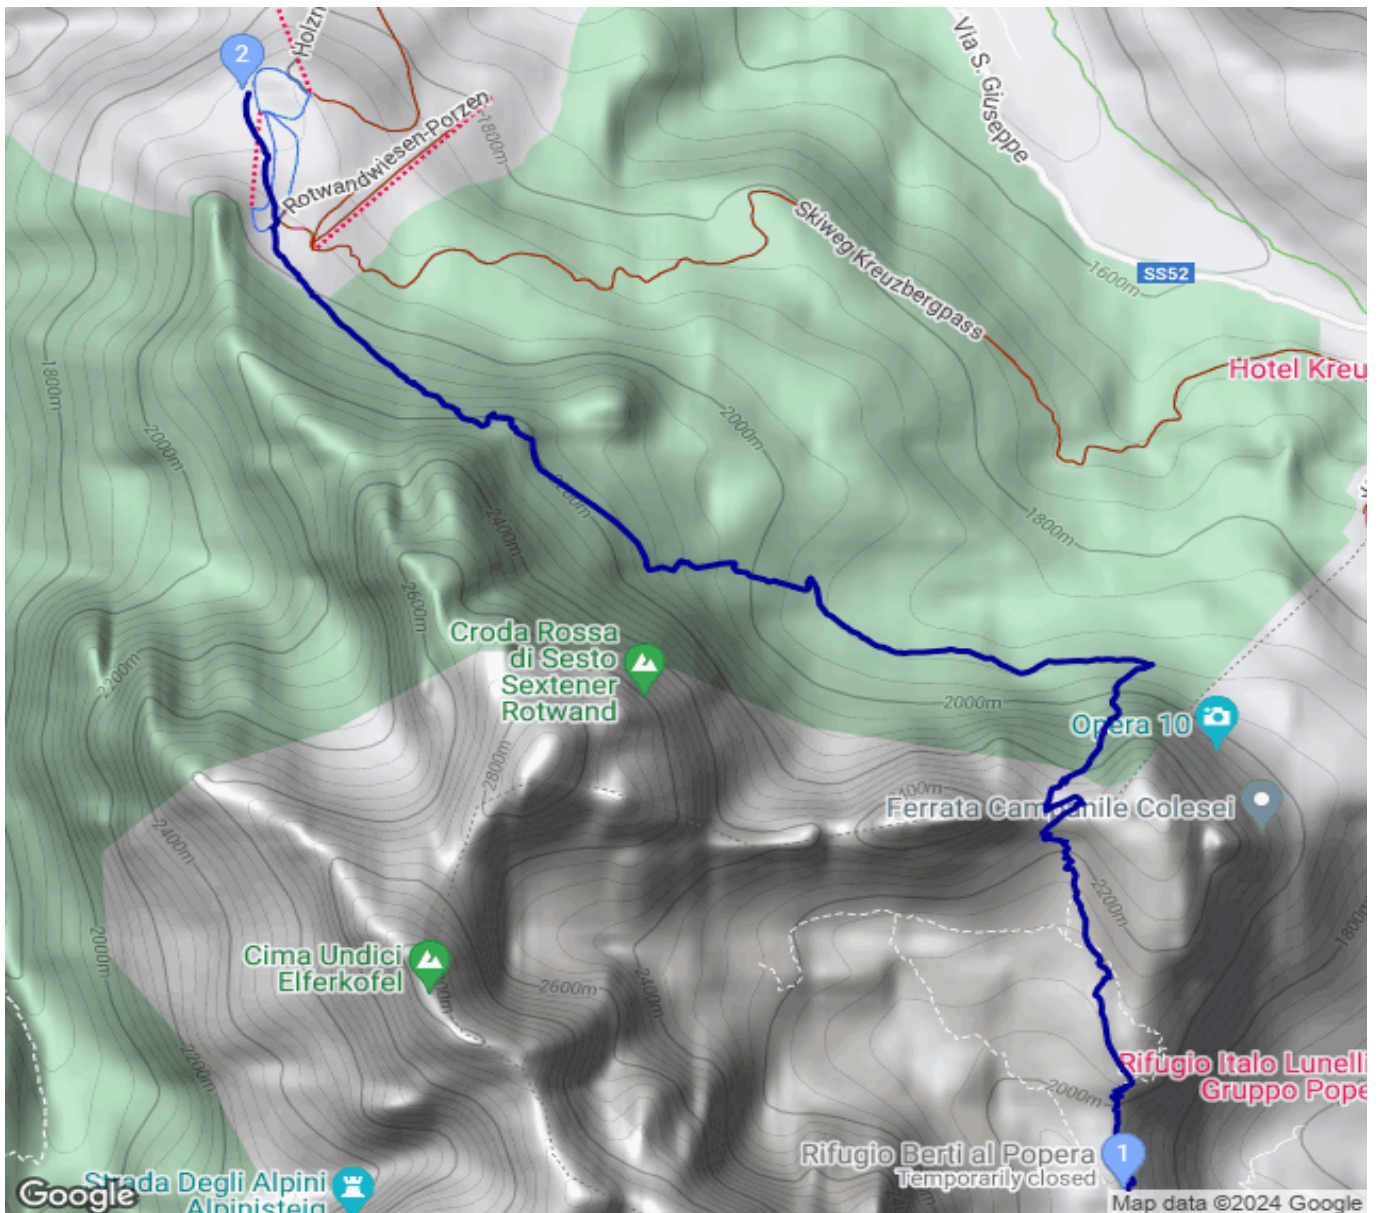 2
Holzn
Via S. Giuseppe
Rotwandwiesen-Porzen
1800m
Skiweg Kreuzbergpass
SS52
1600m
Hotel Kreu
1800m
2000m
2000m
2200m
2400m
1800m
2600m
Croda Rossa
di Sesto
Sextener
Rotwand
2200m
2000m
Opera 10
2800m
2400m
Ferrata Campanile Colesei
2400m
2200m
1800m
2000m
Cima Undici
Elferkofel
2600m
2400m
2200m
Rifugio Italo Lunelli
Gruppo Pope
2000m
Rifugio Berti al Popera
Temporarily closed
1
Strada Degli Alpini
Alpinisteig
Google
Map data ©2024 Google